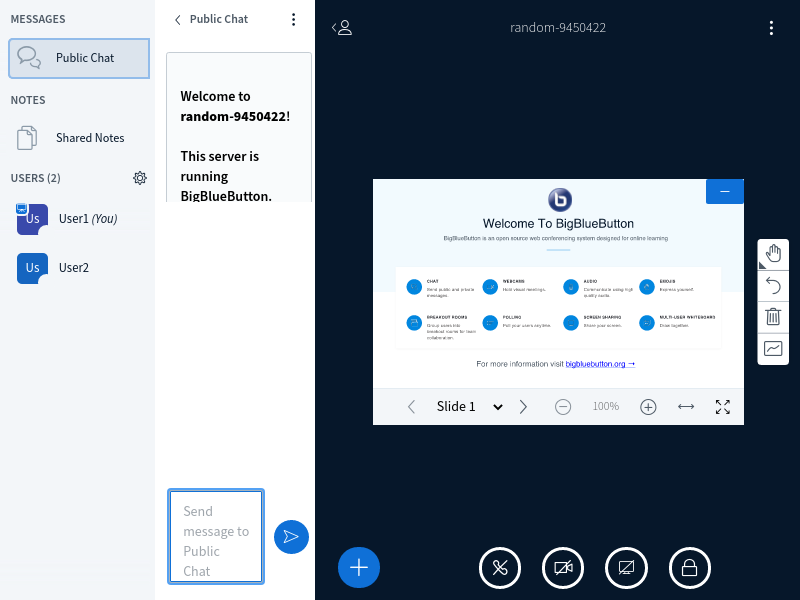 MESSAGES
Public Chat
NOTES
Shared Notes
USERS (2)
Us
User1 (You)
Us
User2
Public Chat
Welcome to
random-9450422!
This server is
running
BigBlueButton.
Send
message to
Public
Chat
random-9450422
b
Welcome To BigBlueButton
BigBlueButton is an open source web conferencing system designed for online learning
CHAT
Send public and private
messages.
WEBCAMS
Hold visual meetings.
AUDIO
Communicate using high
quality audio.
EMOJIS
Express yourself.
BREAKOUT ROOMS
Group users into
breakout rooms for team
collaboration.
POLLING
Poll your users anytime.
SCREEN SHARING
Share your screen.
MULTI-USER WHITEBOARD
Draw together.
For more information visit bigbluebutton.org →
Slide 1
100%